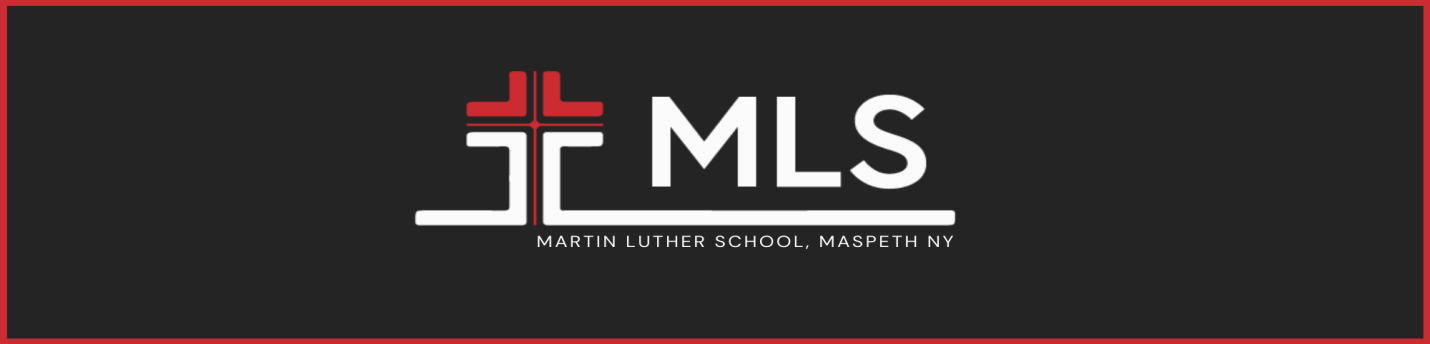 MLS
MARTIN LUTHER SCHOOL, MASPETH NY